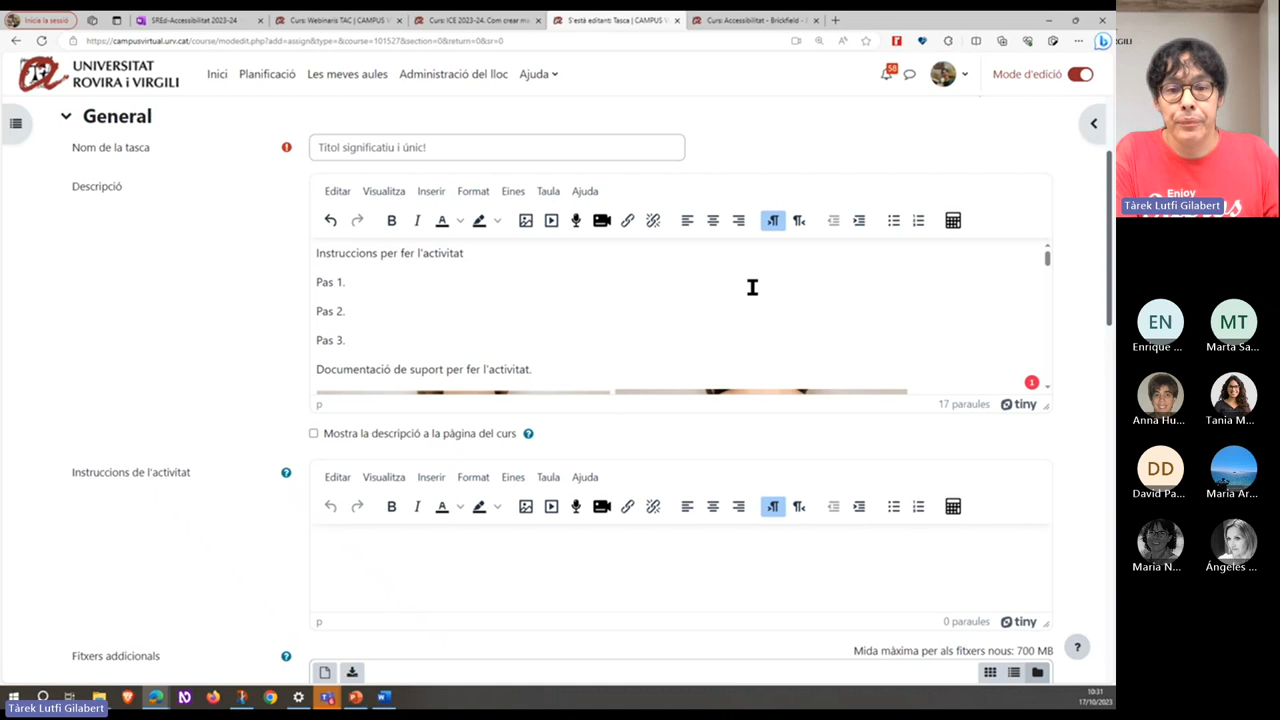 Inicia la sessió
SREd-Accessibilitat 2023-24
Curs: Webinaris TAC | CAMPUS V
Curs: ICE 2023-24. Com crear m
S'està editant: Tasca | CAMPUS V
Curs: Accessibilitat - Brickfield -
https://campusvirtual.urv.cat/course/modedit.php?add=assign&type=&course=101527&section=0&return=0&sr=0
UNIVERSITAT
ROVIRA i VIRGILI
Inici
Planificació
Les meves aules
Administració del lloc
Ajuda
58
Mode d'edició
General
Nom de la tasca
Títol significatiu i únic!
Descripció
Editar
Visualitza
Inserir
Format
Eines
Taula
Ajuda
Instruccions per fer l'activitat
Pas 1.
Pas 2.
Pas 3.
Documentació de suport per fer l'activitat.
1
p
17 paraules
tiny
Mostra la descripció a la pàgina del curs
Instruccions de l'activitat
Editar
Visualitza
Inserir
Format
Eines
Taula
Ajuda
p
0 paraules
tiny
Fitxers addicionals
Mida màxima per als fitxers nous: 700 MB
10:31
17/10/2023
Tàrek Lutfi Gilabert
Enjoy
Tàrek Lutfi Gilabert
EN
Enrique ...
MT
Marta Sa...
Anna Hu...
Tania M...
DD
David Pa...
Maria Ar...
Maria N...
Ángeles ...